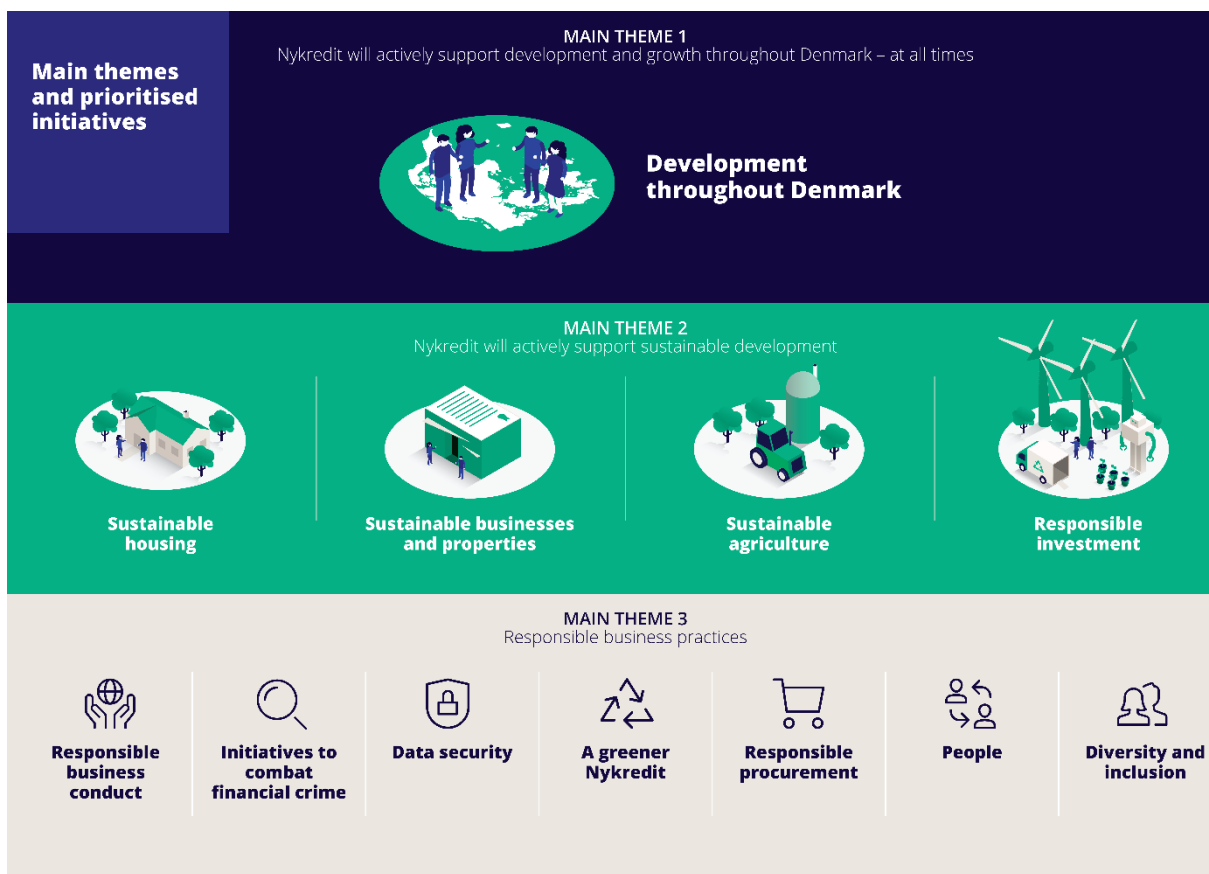 Main themes
and prioritised
initiatives
MAIN THEME 1
Nykredit will actively support development and growth throughout Denmark – at all times
Development
throughout Denmark
MAIN THEME 2
Nykredit will actively support sustainable development
Sustainable
housing
Sustainable businesses
and properties
Sustainable
agriculture
Responsible
investment
MAIN THEME 3
Responsible business practices
Responsible
business
conduct
Initiatives to
combat
financial crime
Data security
A greener
Nykredit
Responsible
procurement
People
Diversity and
inclusion